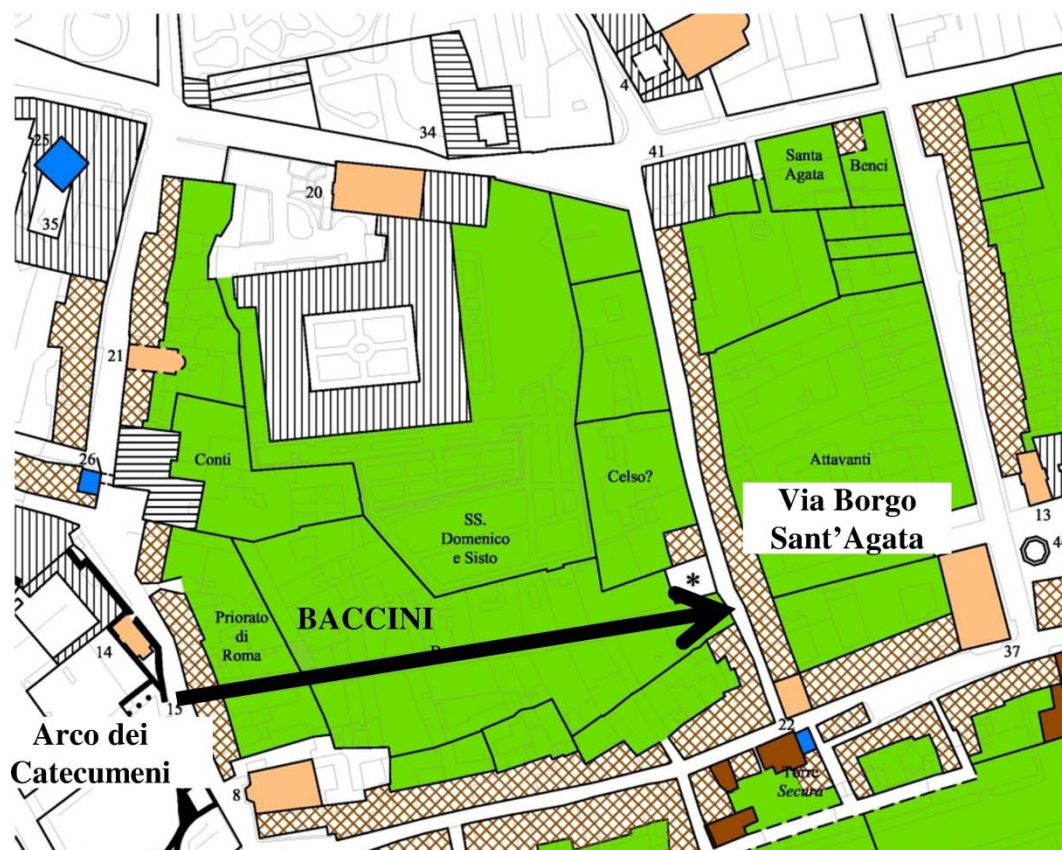 4
34
25
20
41
Santa
Agata
Benci
35
21
26
Conti
Celso?
Attavanti
Via Borgo
Sant’Agata
13
SS.
Domenico
e Sisto
*
BACCINI
Priorato
di
Roma
14
15
37
Arco dei
Catecumeni
22
8
Torre
Secura